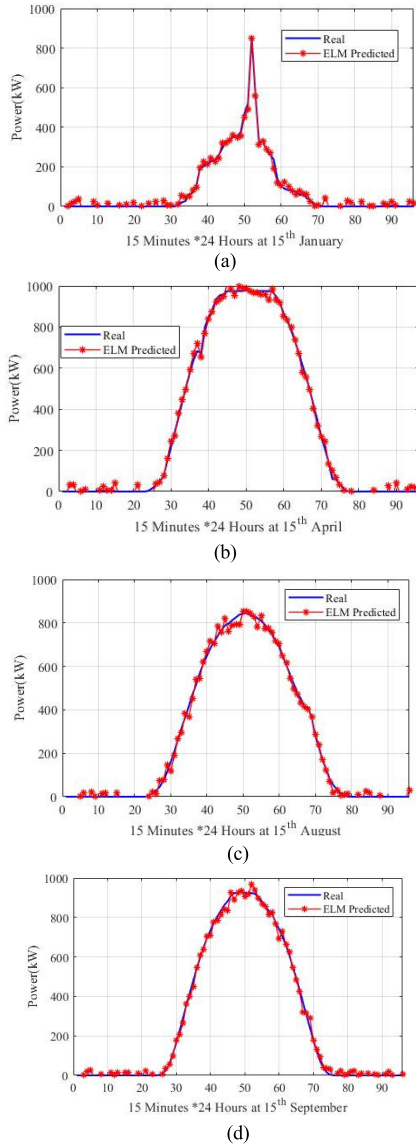 1000
800
600
400
200
0
Power(kW)
Real
ELM Predicted
10 20 30 40 50 60 70 80 90
15 Minutes *24 Hours at 15th January
(a)
1000
800
600
400
200
0
Power(kW)
Real
ELM Predicted
10 20 30 40 50 60 70 80 90
15 Minutes *24 Hours at 15th April
(b)
1000
800
600
400
200
0
Power(kW)
Real
ELM Predicted
10 20 30 40 50 60 70 80 90
15 Minutes *24 Hours at 15th August
(c)
1000
800
600
400
200
0
Power(kW)
Real
ELM Predicted
10 20 30 40 50 60 70 80 90
15 Minutes *24 Hours at 15th September
(d)